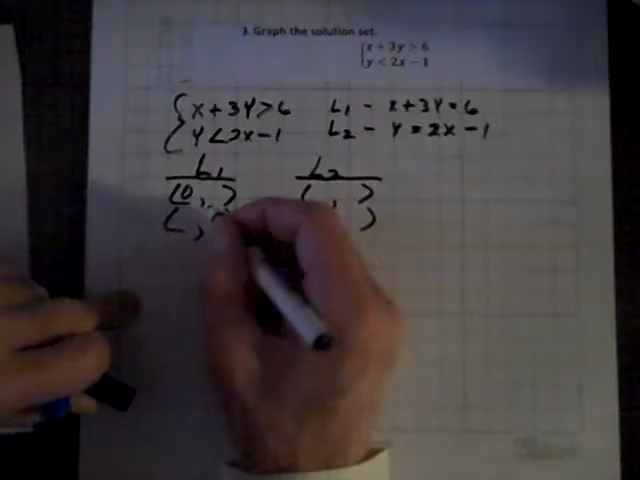 3. Graph the solution set.
{x + 3y > 6
y < 2x - 1
{x + 3y > 6 L1 - x + 3y = 6
y < 2x - 1 L2 - y = 2x - 1
L1 L2
(0, ) ( , )
( , ) )